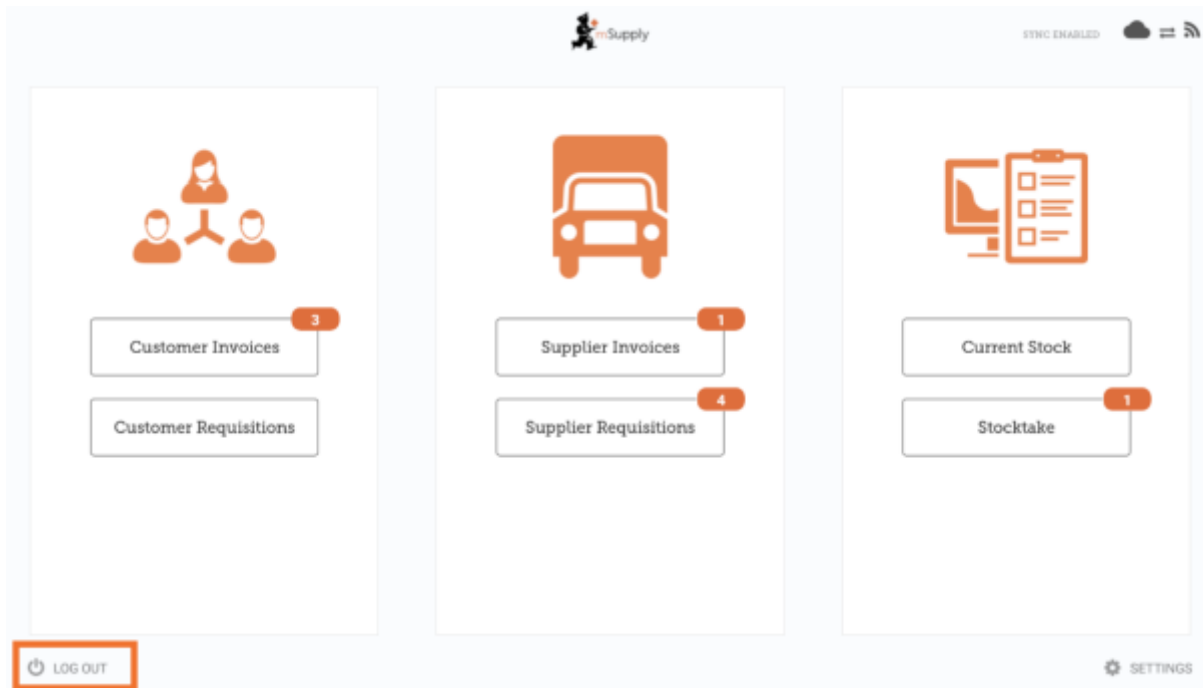 mSupply
SYNC ENABLED
3
Customer Invoices
Customer Requisitions
1
Supplier Invoices
4
Supplier Requisitions
Current Stock
1
Stocktake
LOG OUT
SETTINGS